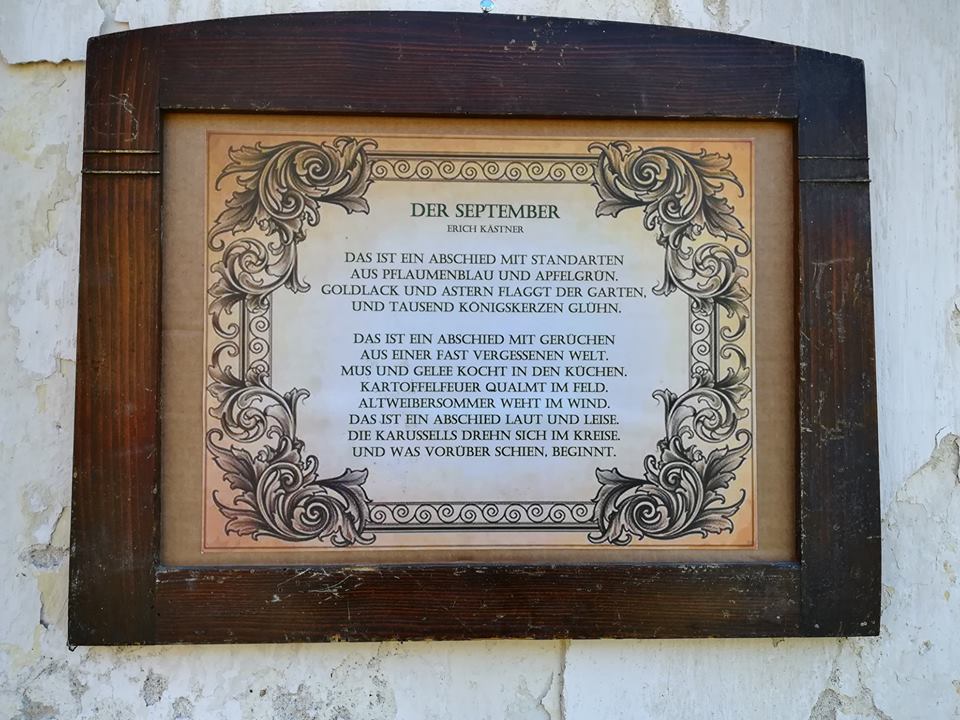 DER SEPTEMBER
ERICH KÄSTNER
DAS IST EIN ABSCHIED MIT STANDARTEN
AUS PFLAUMENBLAU UND APFELGRÜN.
GOLDLACK UND ASTERN FLAGGT DER GARTEN,
UND TAUSEND KÖNIGSKERZEN GLÜHN.
DAS IST EIN ABSCHIED MIT GERÜCHEN
AUS EINER FAST VERGESSENEN WELT.
MUS UND GELEE KOCHT IN DEN KÜCHEN.
KARTOFFELFEUER QUALMT IM FELD.
ALTWEIBERSOMMER WEHT IM WIND.
DAS IST EIN ABSCHIED LAUT UND LEISE.
DIE KARUSSELLS DREHN SICH IM KREISE.
UND WAS VORÜBER SCHIEN, BEGINNT.